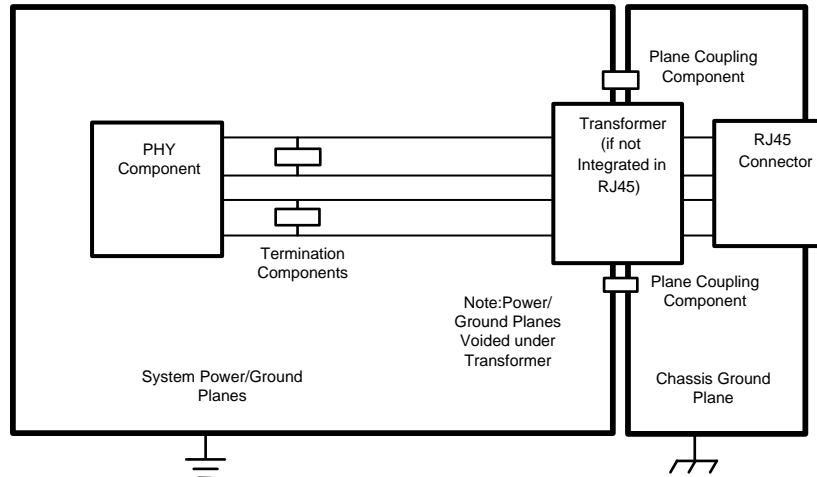 Plane Coupling
Component
PHY
Component
Transformer
(if not
Integrated in
RJ45)
RJ45
Connector
Termination
Components
Plane Coupling
Component
Note:Power/
Ground Planes
Voided under
Transformer
System Power/Ground
Planes
Chassis Ground
Plane